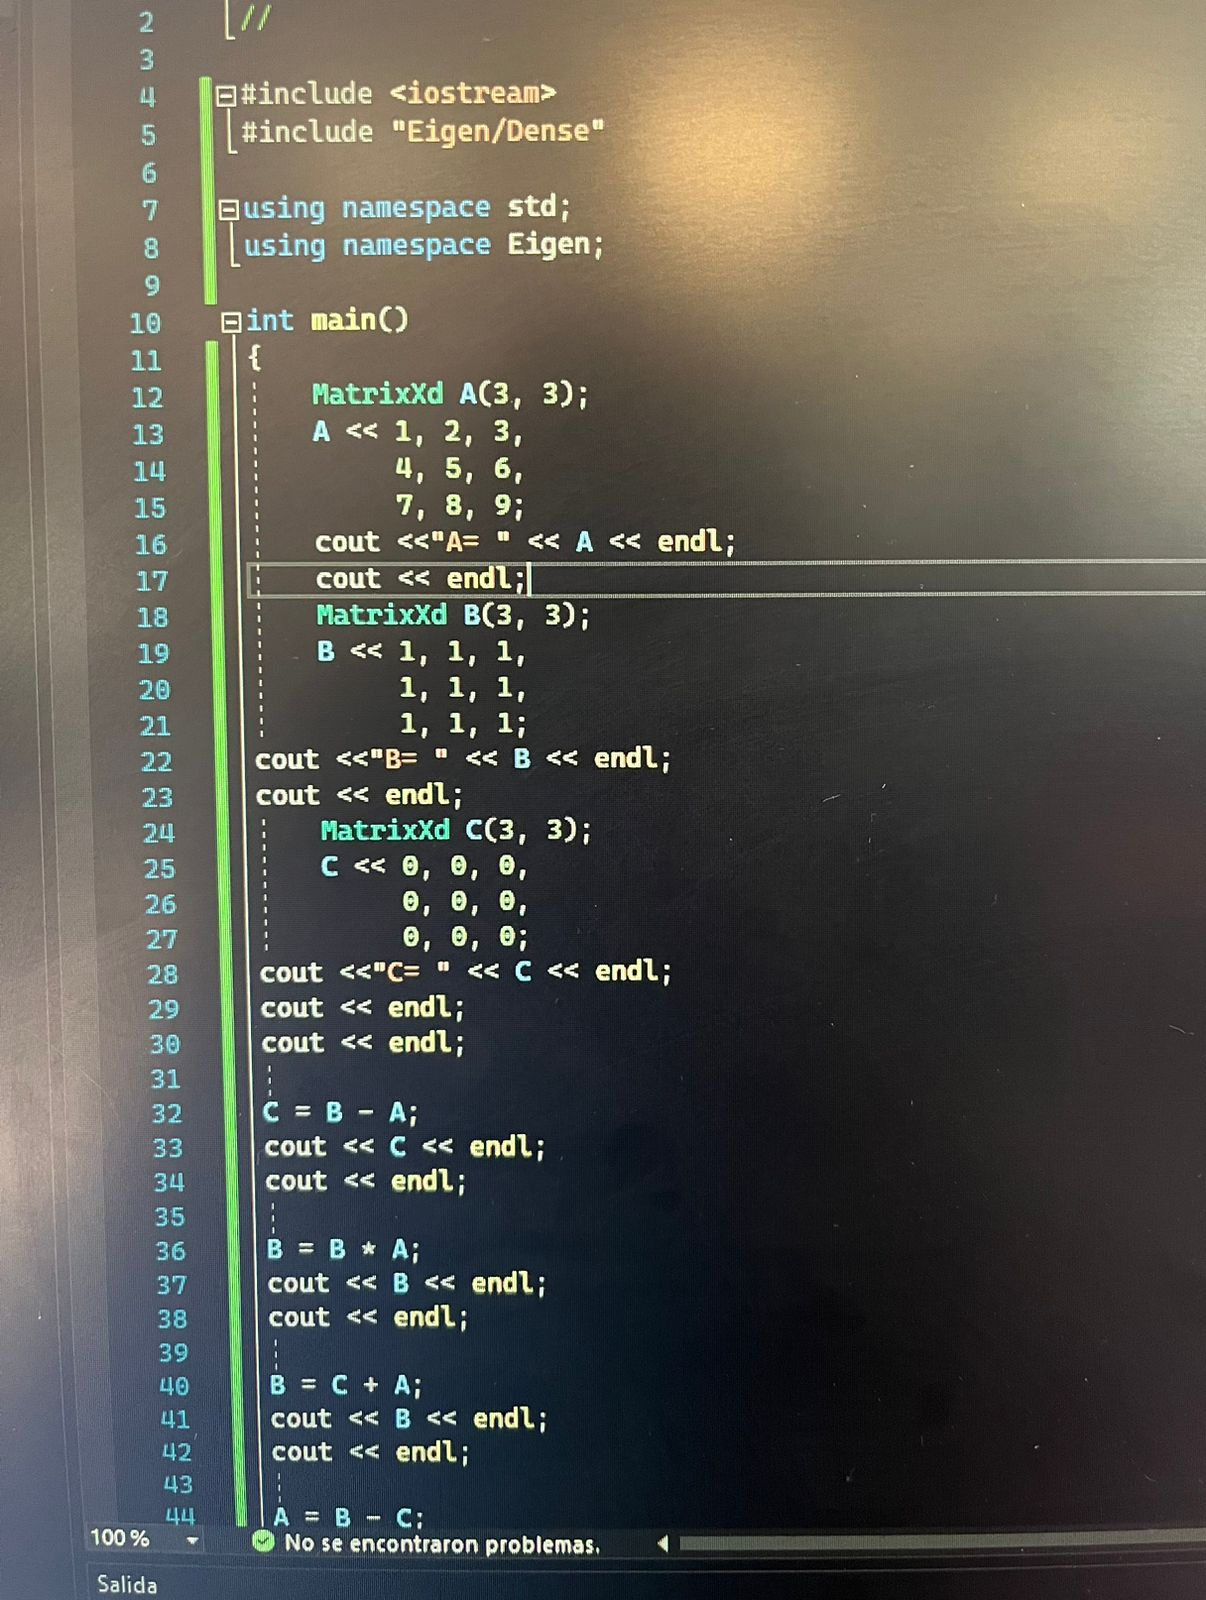 2 //
3
4 #include <iostream>
5 #include "Eigen/Dense"
6
7 using namespace std;
8 using namespace Eigen;
9
10 int main()
11 {
12 MatrixXd A(3, 3);
13 A << 1, 2, 3,
14 4, 5, 6,
15 7, 8, 9;
16 cout <<"A= " << A << endl;
17 cout << endl;
18 MatrixXd B(3, 3);
19 B << 1, 1, 1,
20 1, 1, 1,
21 1, 1, 1;
22 cout <<"B= " << B << endl;
23 cout << endl;
24 MatrixXd C(3, 3);
25 C << 0, 0, 0,
26 0, 0, 0,
27 0, 0, 0;
28 cout <<"C= " << C << endl;
29 cout << endl;
30 cout << endl;
31
32 C = B - A;
33 cout << C << endl;
34 cout << endl;
35
36 B = B * A;
37 cout << B << endl;
38 cout << endl;
39
40 B = C + A;
41 cout << B << endl;
42 cout << endl;
43
44 A = B - C;
100 % No se encontraron problemas.
Salida